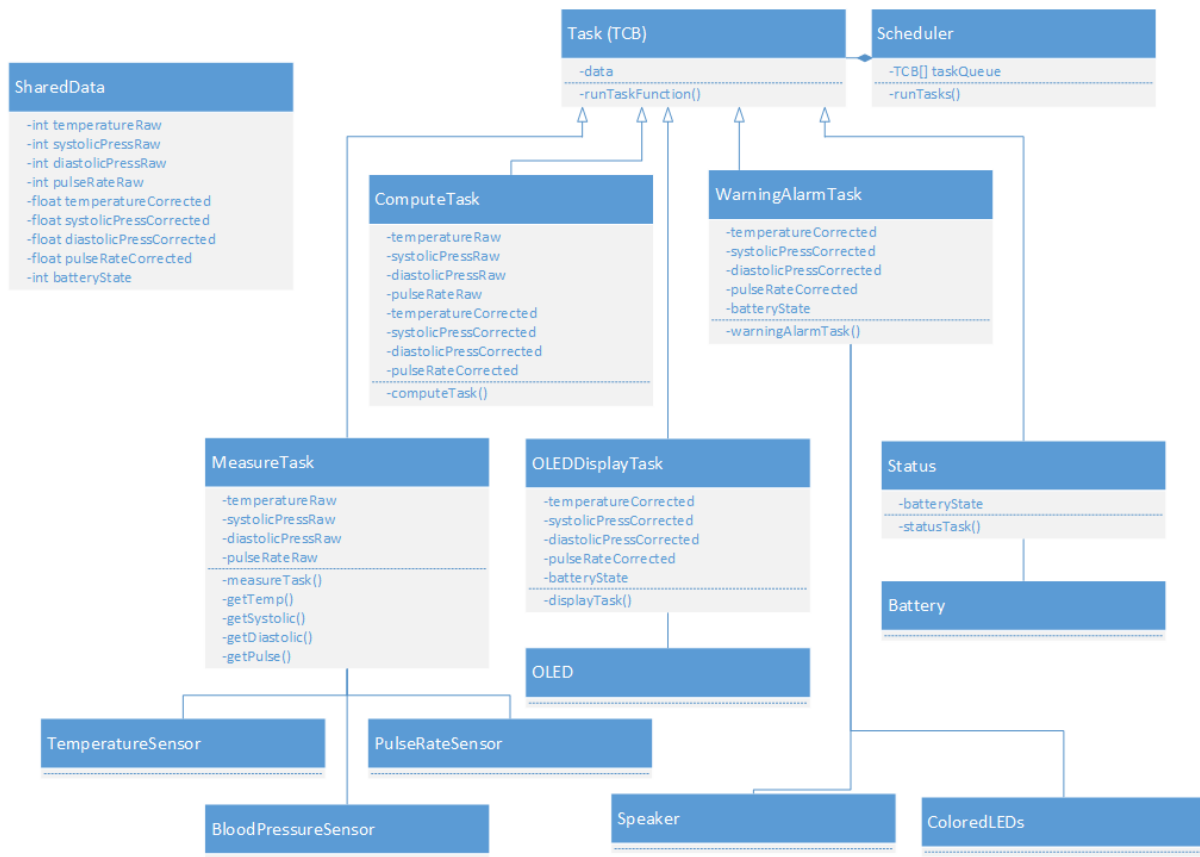 Task (TCB)
-data
-runTaskFunction()
Scheduler
-TCB[] taskQueue
-runTasks()
SharedData
-int temperatureRaw
-int systolicPressRaw
-int diastolicPressRaw
-int pulseRateRaw
-float temperatureCorrected
-float systolicPressCorrected
-float diastolicPressCorrected
-float pulseRateCorrected
-int batteryState
ComputeTask
-temperatureRaw
-systolicPressRaw
-diastolicPressRaw
-pulseRateRaw
-temperatureCorrected
-systolicPressCorrected
-diastolicPressCorrected
-pulseRateCorrected
-computeTask()
WarningAlarmTask
-temperatureCorrected
-systolicPressCorrected
-diastolicPressCorrected
-pulseRateCorrected
-batteryState
-warningAlarmTask()
MeasureTask
-temperatureRaw
-systolicPressRaw
-diastolicPressRaw
-pulseRateRaw
-measureTask()
-getTemp()
-getSystolic()
-getDiastolic()
-getPulse()
OLEDDisplayTask
-temperatureCorrected
-systolicPressCorrected
-diastolicPressCorrected
-pulseRateCorrected
-batteryState
-displayTask()
Status
-batteryState
-statusTask()
Battery
OLED
TemperatureSensor
PulseRateSensor
BloodPressureSensor
Speaker
ColoredLEDs